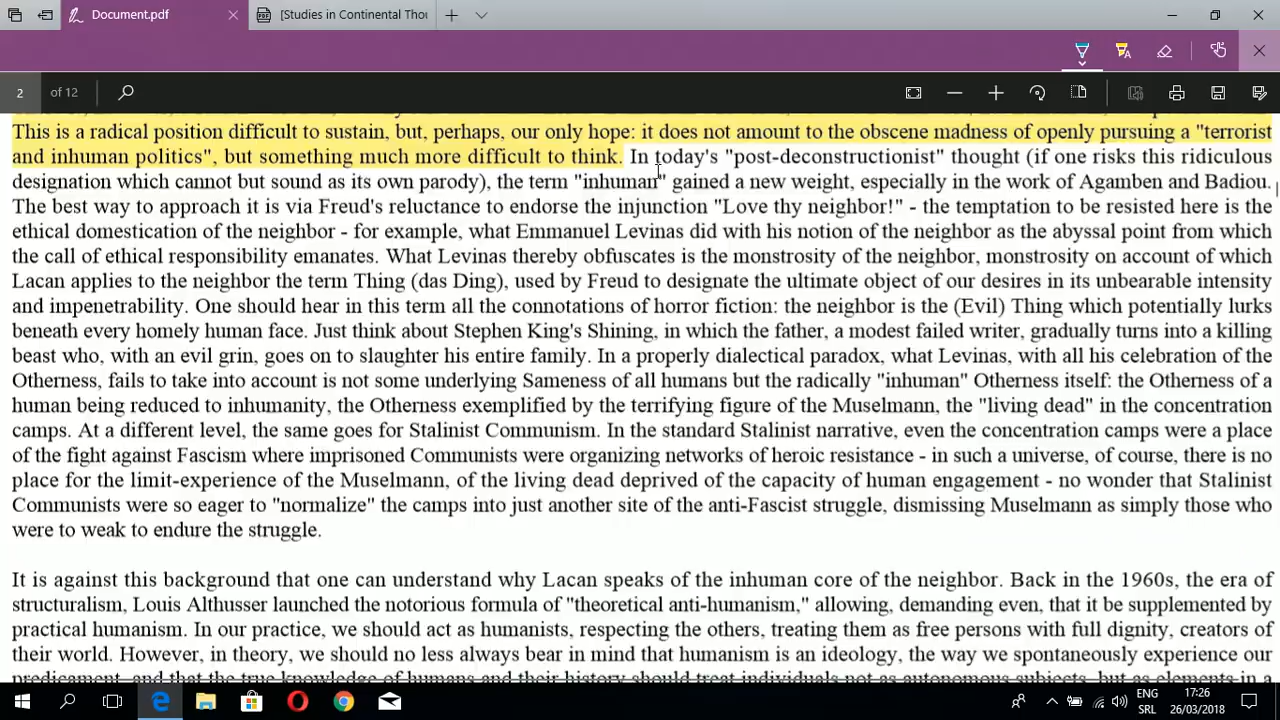 Document.pdf
[Studies in Continental Thou
2 of 12
This is a radical position difficult to sustain, but, perhaps, our only hope: it does not amount to the obscene madness of openly pursuing a "terrorist
and inhuman politics", but something much more difficult to think. In today's "post-deconstructionist" thought (if one risks this ridiculous
designation which cannot but sound as its own parody), the term "inhuman" gained a new weight, especially in the work of Agamben and Badiou.
The best way to approach it is via Freud's reluctance to endorse the injunction "Love thy neighbor!" - the temptation to be resisted here is the
ethical domestication of the neighbor - for example, what Emmanuel Levinas did with his notion of the neighbor as the abyssal point from which
the call of ethical responsibility emanates. What Levinas thereby obfuscates is the monstrosity of the neighbor, monstrosity on account of which
Lacan applies to the neighbor the term Thing (das Ding), used by Freud to designate the ultimate object of our desires in its unbearable intensity
and impenetrability. One should hear in this term all the connotations of horror fiction: the neighbor is the (Evil) Thing which potentially lurks
beneath every homely human face. Just think about Stephen King's Shining, in which the father, a modest failed writer, gradually turns into a killing
beast who, with an evil grin, goes on to slaughter his entire family. In a properly dialectical paradox, what Levinas, with all his celebration of the
Otherness, fails to take into account is not some underlying Sameness of all humans but the radically "inhuman" Otherness itself: the Otherness of a
human being reduced to inhumanity, the Otherness exemplified by the terrifying figure of the Muselmann, the "living dead" in the concentration
camps. At a different level, the same goes for Stalinist Communism. In the standard Stalinist narrative, even the concentration camps were a place
of the fight against Fascism where imprisoned Communists were organizing networks of heroic resistance - in such a universe, of course, there is no
place for the limit-experience of the Muselmann, of the living dead deprived of the capacity of human engagement - no wonder that Stalinist
Communists were so eager to "normalize" the camps into just another site of the anti-Fascist struggle, dismissing Muselmann as simply those who
were to weak to endure the struggle.
It is against this background that one can understand why Lacan speaks of the inhuman core of the neighbor. Back in the 1960s, the era of
structuralism, Louis Althusser launched the notorious formula of "theoretical anti-humanism," allowing, demanding even, that it be supplemented by
practical humanism. In our practice, we should act as humanists, respecting the others, treating them as free persons with full dignity, creators of
their world. However, in theory, we should no less always bear in mind that humanism is an ideology, the way we spontaneously experience our
predicament, and that the true knowledge of humans and their history should treat individuals not as autonomous subjects, but as elements in a
ENG 17:26
SRL 26/03/2018